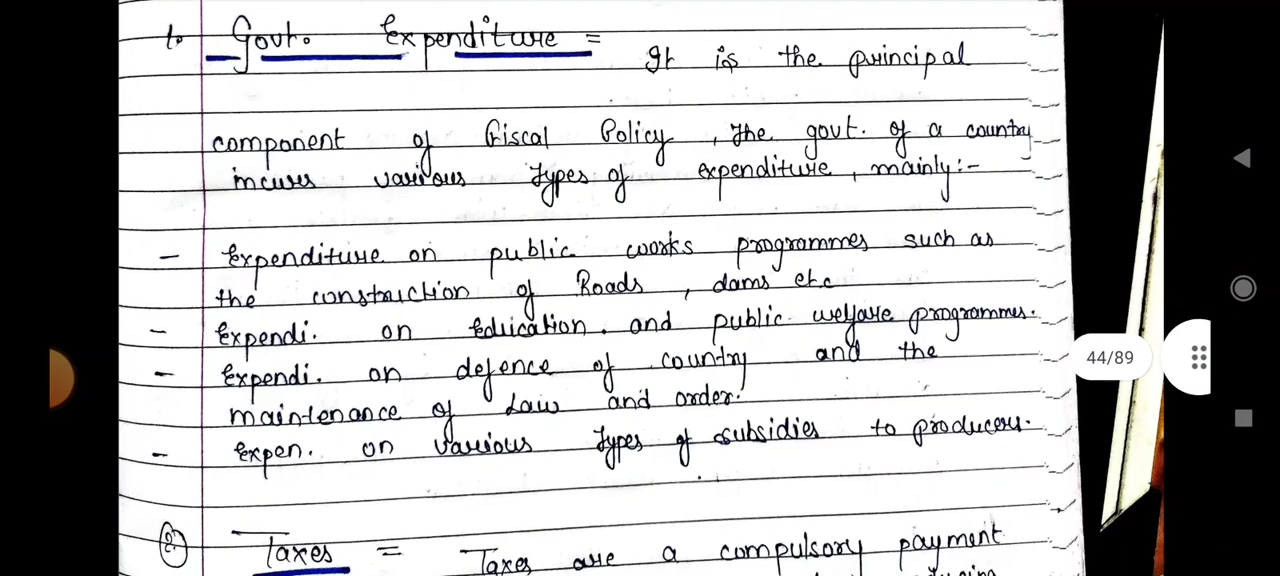 1. Govt. Expenditure = It is the principal
component of Fiscal Policy, the govt. of a country
incurs various types of expenditure, mainly:-
- Expenditure on public works programmes such as
the construction of Roads, dams etc
- Expendi. on Education. and public welfare programmes.
- Expendi. on defence of country and the
maintenance of Law and order.
- Expen. on various types of subsidies to producers.
44/89
2. Taxes = Taxes are a compulsory payment